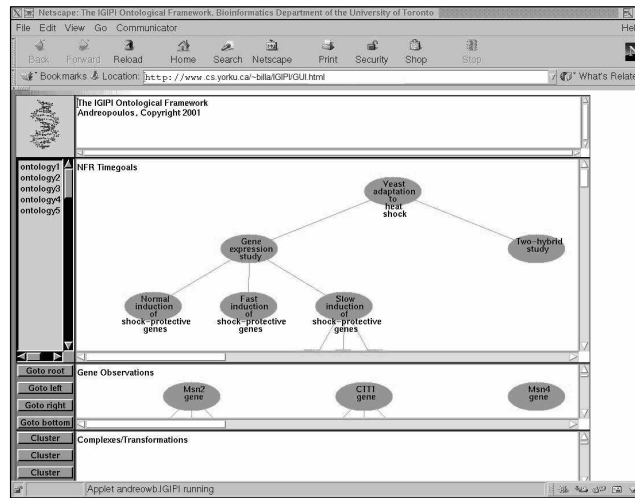 Netscape: The IGIPI Ontological Framework, Bioinformatics Department of the University of Toronto
File Edit View Go Communicator
Back Forward Reload Home Search Netscape Print Security Shop Stop
Bookmarks Location: http://www.cs.yorku.ca/~billa/IGIPI/GUI.html
What's Relate
The IGIPI Ontological Framework
Andreopoulos, Copyright 2001
ontology1
ontology2
ontology3
ontology4
ontology5
NFR Timegoals
Yeast
adaptation
to
heat
shock
Gene
expression
study
Two-hybrid
study
Normal
induction
of
shock-protective
genes
Fast
induction
of
shock-protective
genes
Slow
induction
of
shock-protective
genes
Goto root
Goto left
Goto right
Goto bottom
Gene Observations
Msn2
gene
CTT1
gene
Msn4
gene
Cluster
Cluster
Cluster
Complexes/Transformations
Applet andreowb.IGIPI running